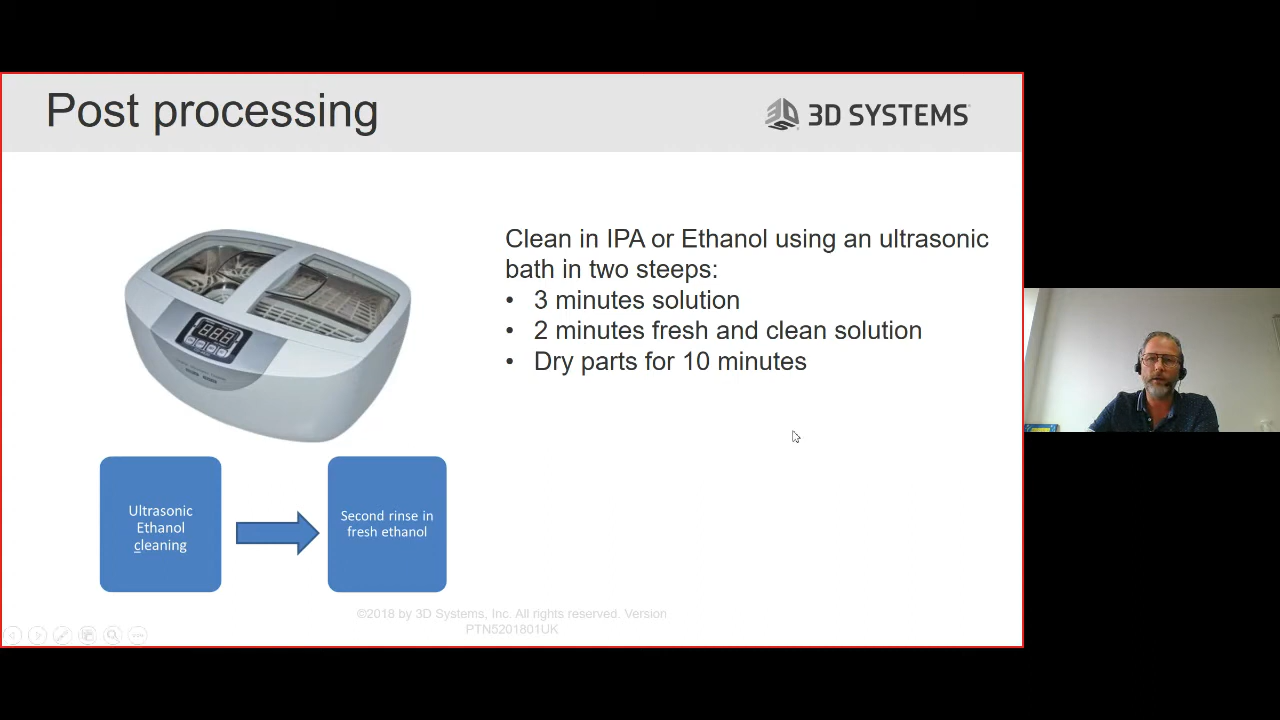 Post processing
3D SYSTEMS
Clean in IPA or Ethanol using an ultrasonic
bath in two steeps:
• 3 minutes solution
• 2 minutes fresh and clean solution
• Dry parts for 10 minutes
Ultrasonic
Ethanol
cleaning
Second rinse in
fresh ethanol
©2018 by 3D Systems, Inc. All rights reserved. Version
PTN5201801UK